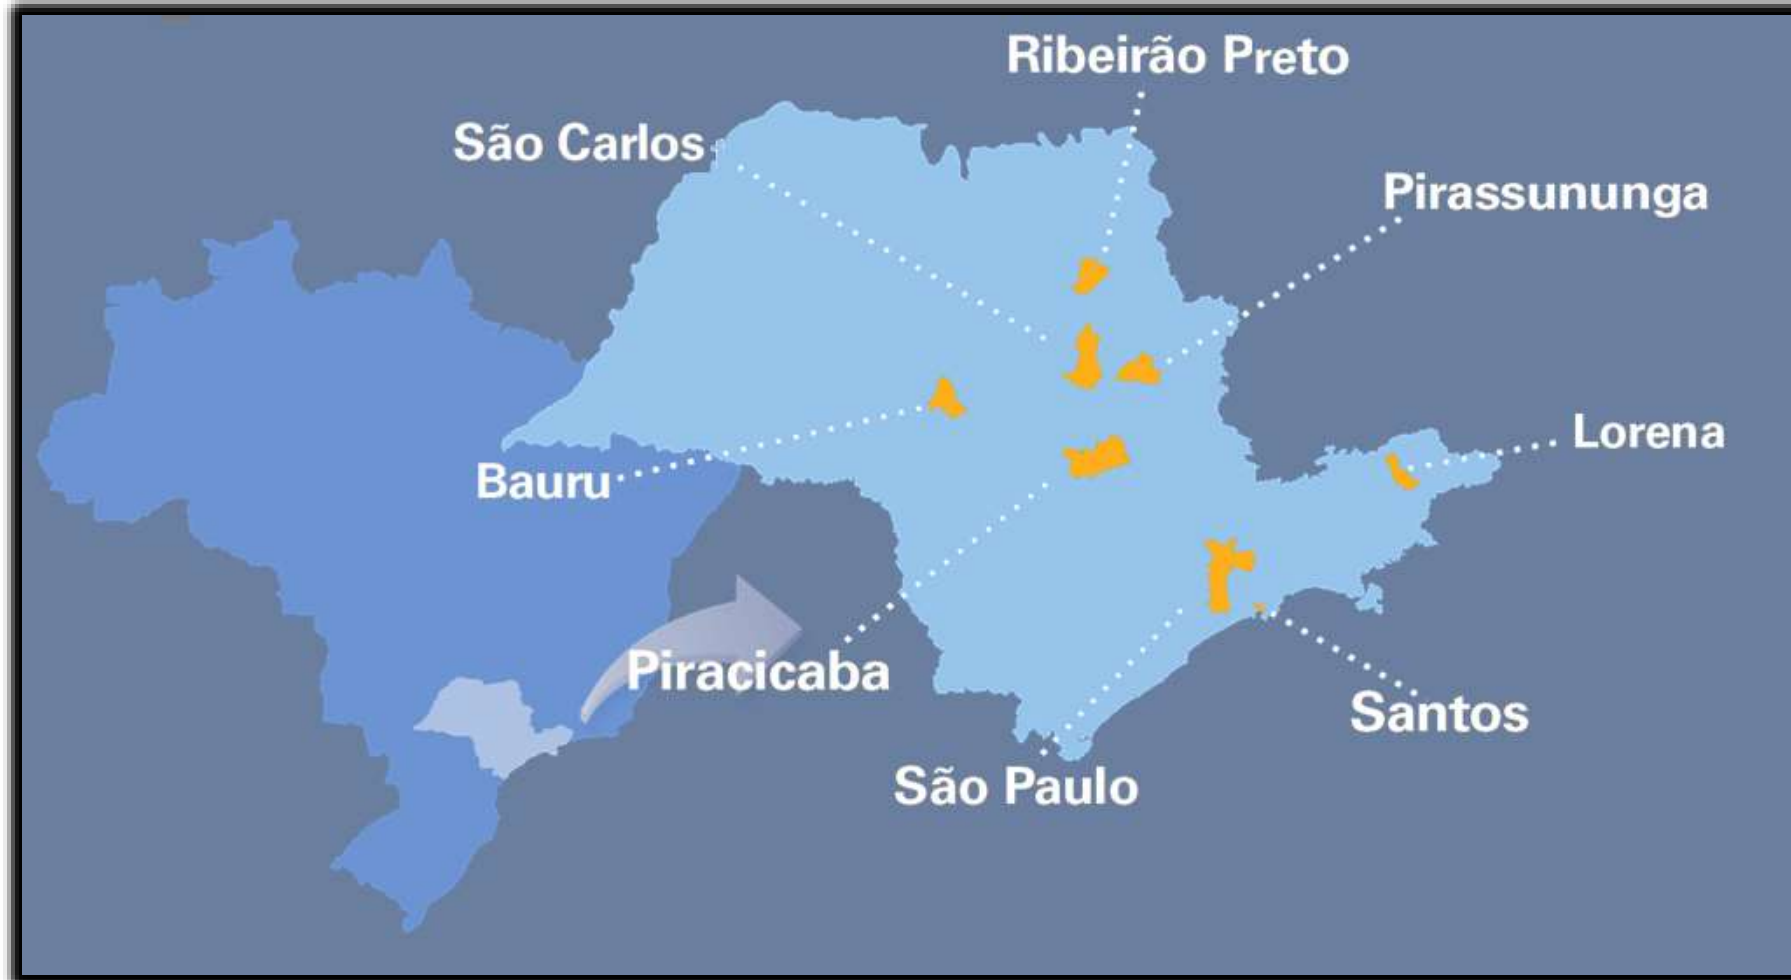 Ribeirão Preto
São Carlos
Pirassununga
Lorena
Bauru
Piracicaba
Santos
São Paulo